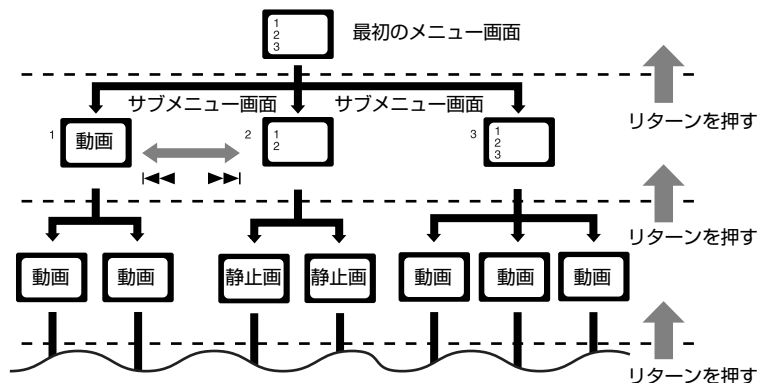 1
2
3
最初のメニュー画面
サブメニュー画面
サブメニュー画面
リターンを押す
1
動画
2
1
2
3
1
2
3
リターンを押す
動画
動画
静止画
静止画
動画
動画
動画
リターンを押す